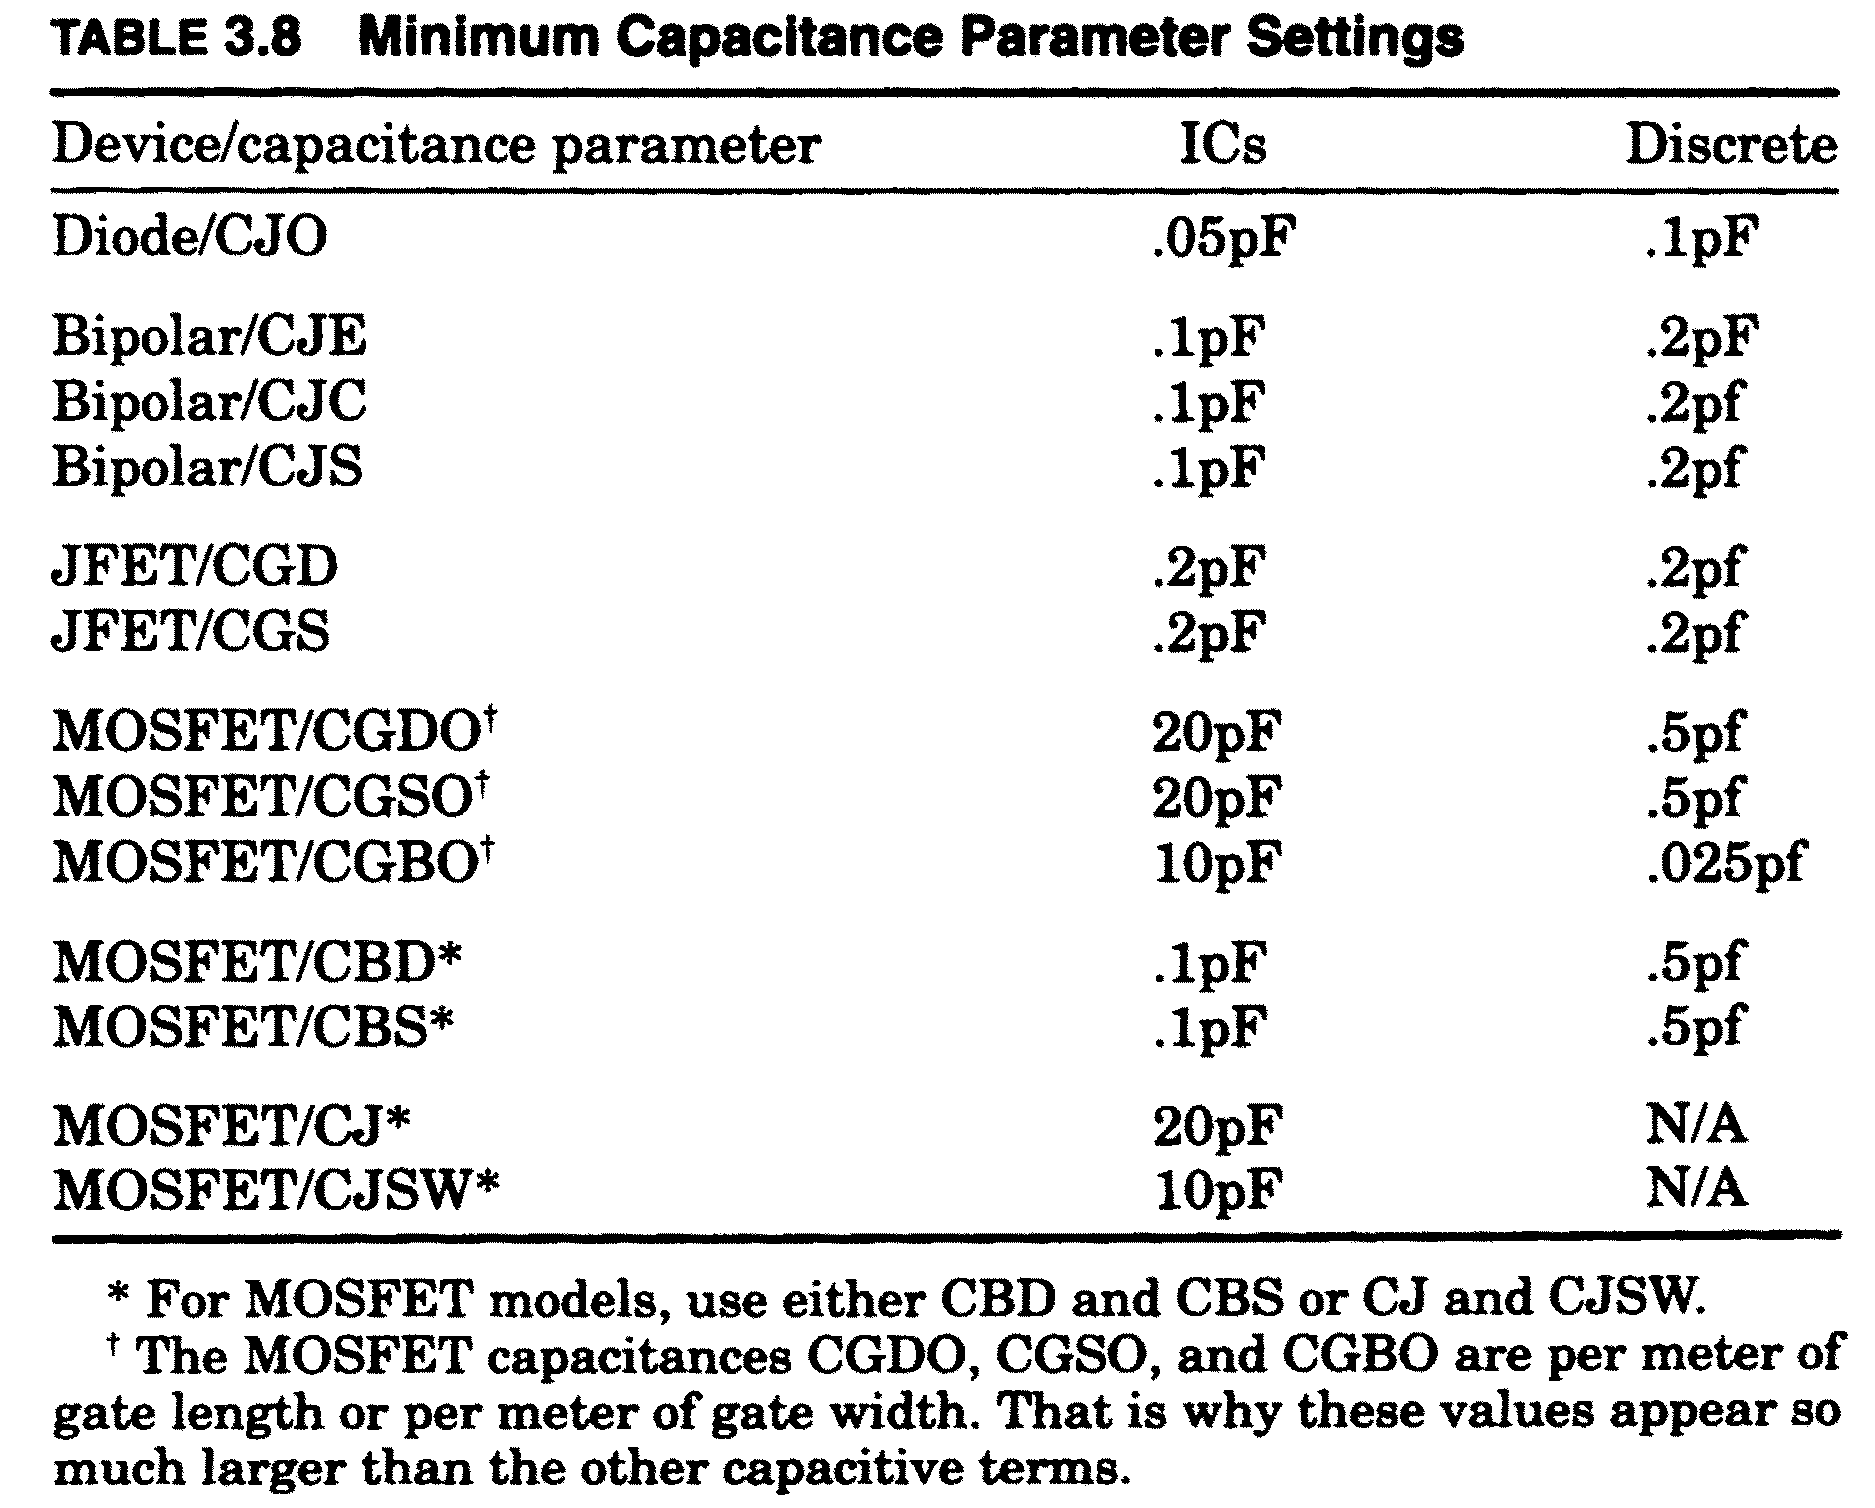 TABLE 3.8 Minimum Capacitance Parameter Settings
Device/capacitance parameter ICs Discrete
Diode/CJO .05pF .1pF
Bipolar/CJE .1pF .2pF
Bipolar/CJC .1pF .2pf
Bipolar/CJS .1pF .2pf
JFET/CGD .2pF .2pf
JFET/CGS .2pF .2pf
MOSFET/CGDO† 20pF .5pf
MOSFET/CGSO† 20pF .5pf
MOSFET/CGBO† 10pF .025pf
MOSFET/CBD* .1pF .5pf
MOSFET/CBS* .1pF .5pf
MOSFET/CJ* 20pF N/A
MOSFET/CJSW* 10pF N/A
* For MOSFET models, use either CBD and CBS or CJ and CJSW.
† The MOSFET capacitances CGDO, CGSO, and CGBO are per meter of
gate length or per meter of gate width. That is why these values appear so
much larger than the other capacitive terms.